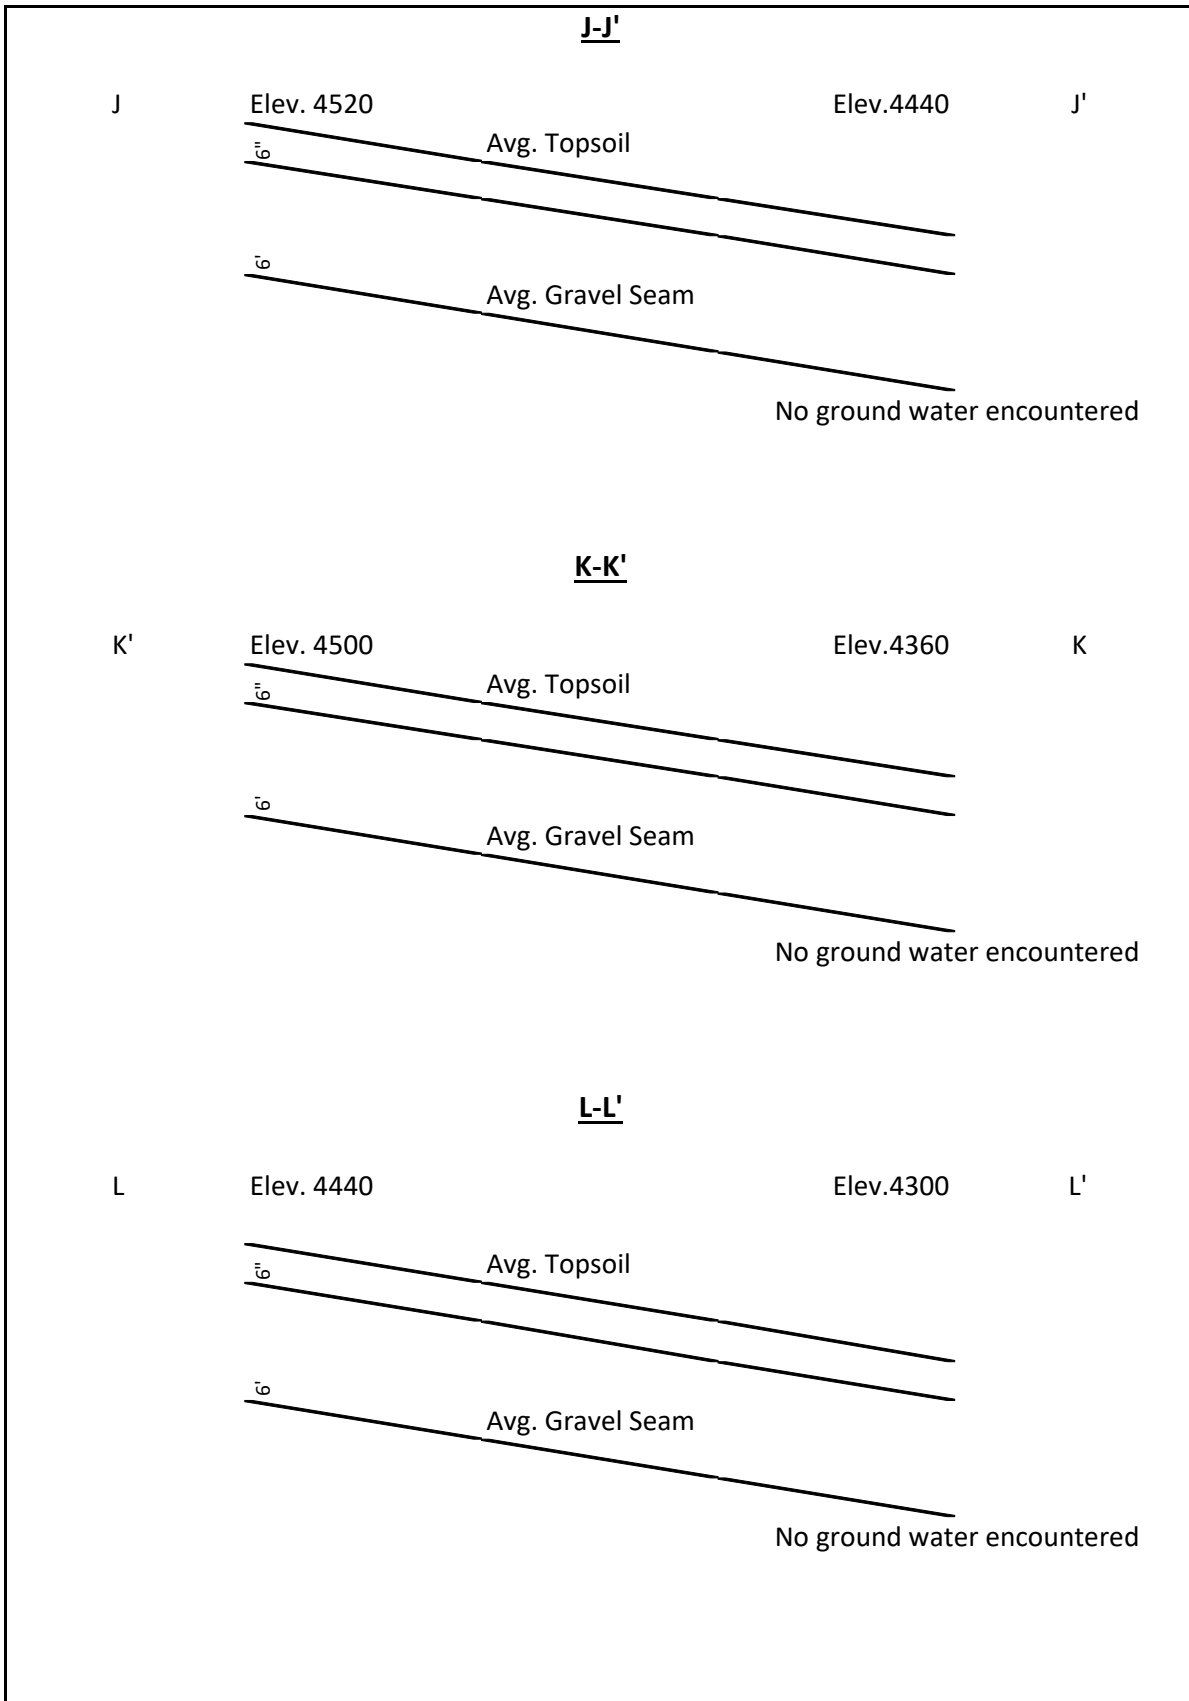 J-J'
J Elev. 4520 Elev.4440 J'
Avg. Topsoil
6"
6'
Avg. Gravel Seam
No ground water encountered
K-K'
K' Elev. 4500 Elev.4360 K
Avg. Topsoil
6"
6'
Avg. Gravel Seam
No ground water encountered
L-L'
L Elev. 4440 Elev.4300 L'
Avg. Topsoil
6"
6'
Avg. Gravel Seam
No ground water encountered